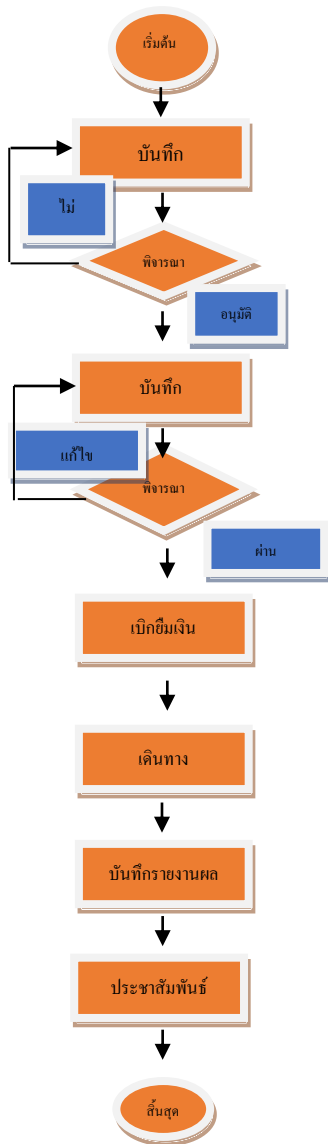 เริ่มต้น
บันทึก
ไม่
พิจารณา
อนุมัติ
บันทึก
แก้ไข
พิจารณา
ผ่าน
เบิกยืมเงิน
เดินทาง
บันทึกรายงานผล
ประชาสัมพันธ์
สิ้นสุด